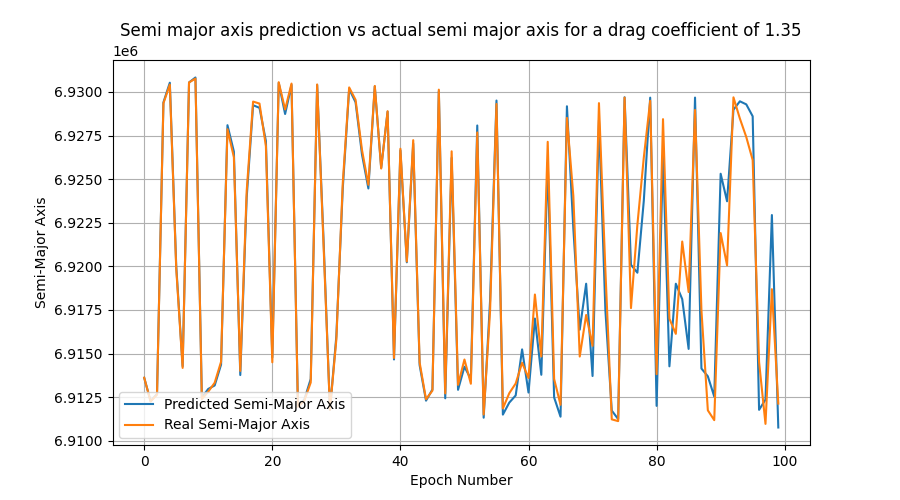 Semi major axis prediction vs actual semi major axis for a drag coefficient of 1.35
1e6
6.9300
6.9275
6.9250
6.9225
6.9200
6.9175
6.9150
6.9125
6.9100
Semi-Major Axis
Predicted Semi-Major Axis
Real Semi-Major Axis
0 20 40 60 80 100
Epoch Number